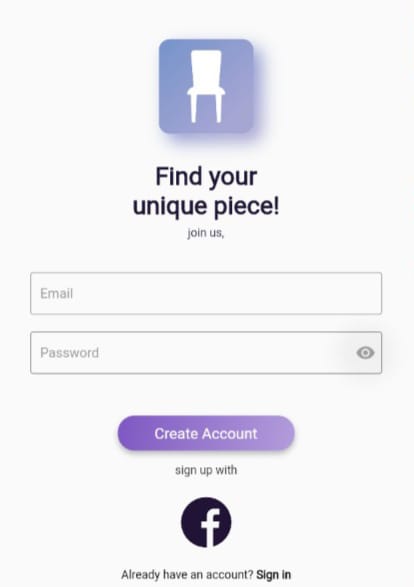 Find your
unique piece!
join us,
Email
Password
Create Account
sign up with
Already have an account? Sign in